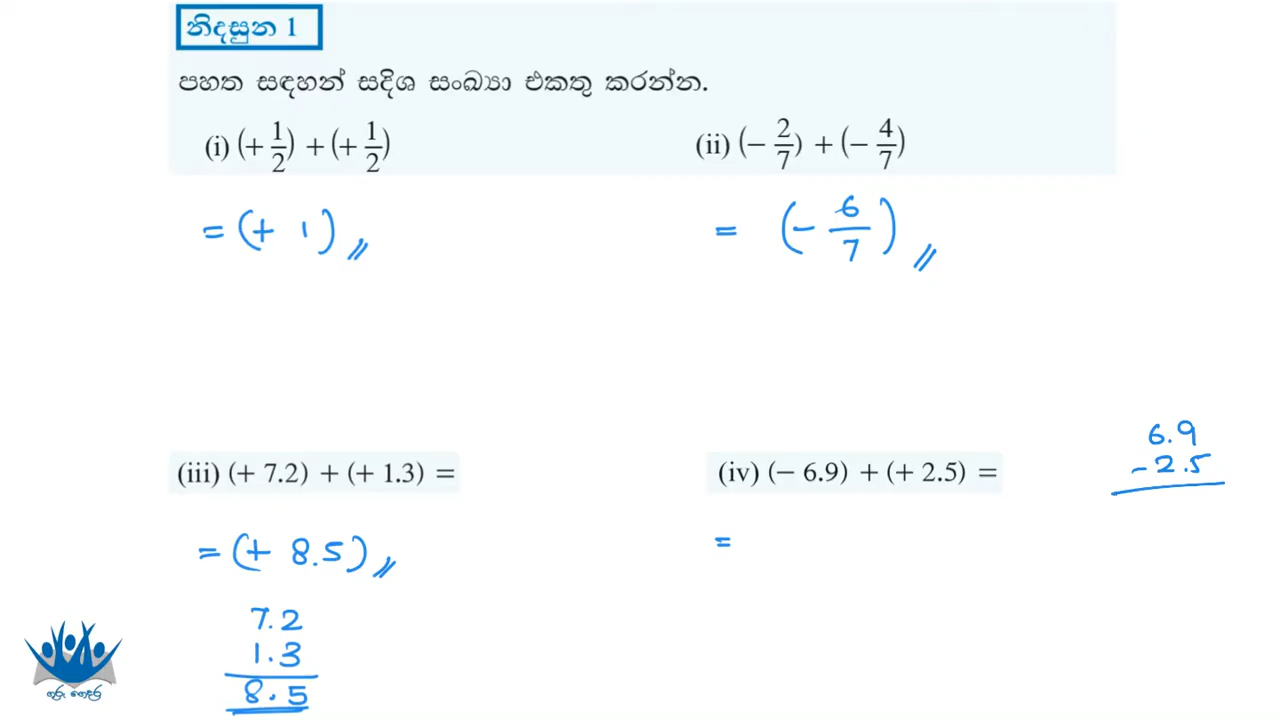 නිදසුන 1
පහත සඳහන් සදිශ සංඛ්‍යා එකතු කරන්න.
(i) (+ 1/2) + (+ 1/2)
(ii) (− 2/7) + (− 4/7)
= (+ 1)
= (− 6/7)
(iii) (+ 7.2) + (+ 1.3) =
(iv) (− 6.9) + (+ 2.5) =
6.9
−2.5
= (+ 8.5)
=
7.2
1.3
8.5
ගුරු ගෙදර